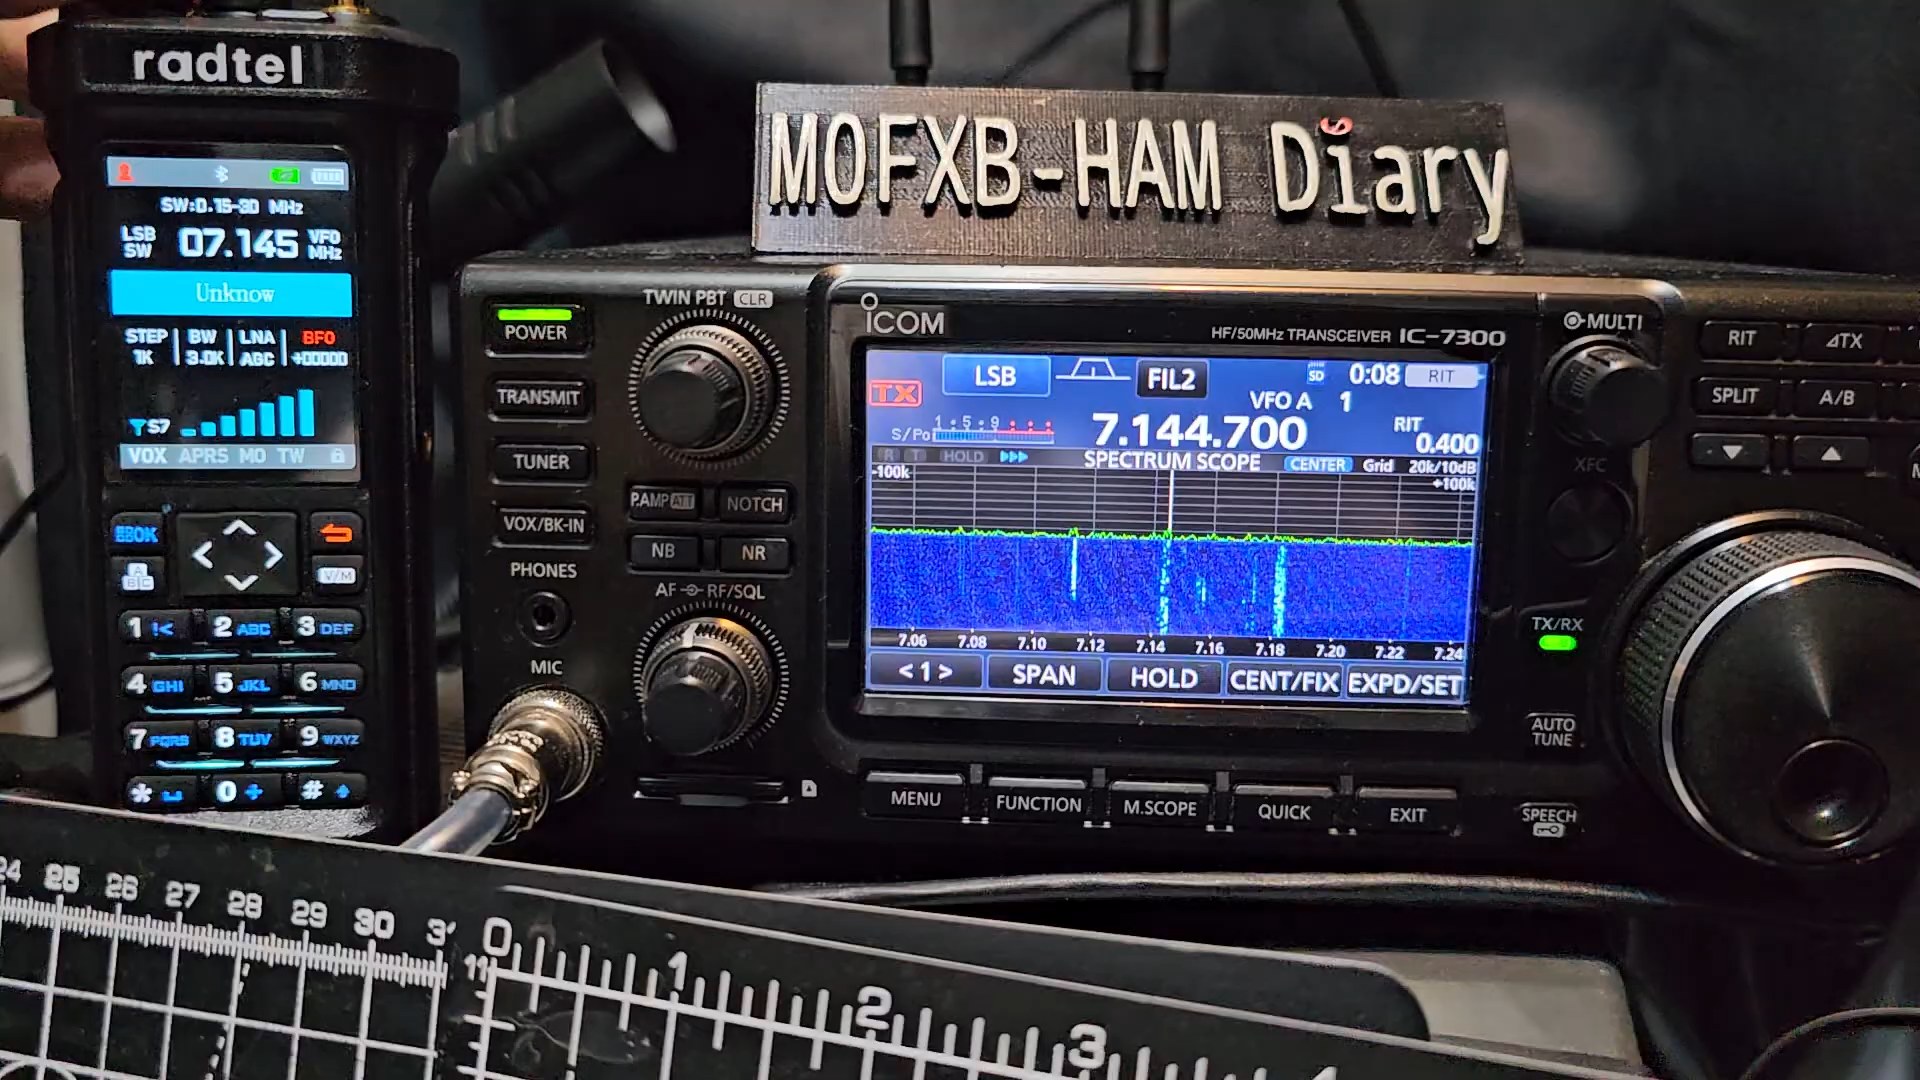 radtel
SW:0.15-30 MHz
LSB
SW
07.145
VFO
MHz
Unknow
STEP
1K
BW
3.0K
LNA
AGC
BFO
+00000
S7
VOX APRS MO TW
OK
V/M
1
2 ABC
3 DEF
4 GHI
5 JKL
6 MNO
7 PQRS
8 TUV
9 WXYZ
*
0
#
M0FXB-HAM Diary
POWER
TRANSMIT
TUNER
VOX/BK-IN
PHONES
MIC
TWIN PBT CLR
P.AMP ATT
NOTCH
NB
NR
AF RF/SQL
ICOM
HF/50MHz TRANSCEIVER IC-7300
TX
LSB
FIL2
SD
0:08
RIT
VFO A 1
S/Po
1 5 9
7.144.700
RIT
0.400
R T HOLD
SPECTRUM SCOPE
CENTER Grid 20k/10dB
-100k
+100k
7.06 7.08 7.10 7.12 7.14 7.16 7.18 7.20 7.22 7.24
<1>
SPAN
HOLD
CENT/FIX
EXPD/SET
MENU
FUNCTION
M.SCOPE
QUICK
EXIT
MULTI
RIT
ΔTX
SPLIT
A/B
XFC
TX/RX
AUTO
TUNE
SPEECH
24 25 26 27 28 29 30
0 1 2 3
11